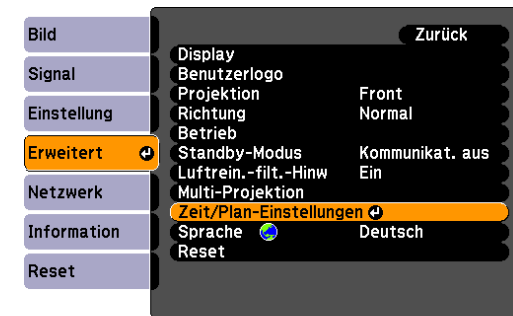 Bild
Signal
Einstellung
Erweitert
Netzwerk
Information
Reset
Zurück
Display
Benutzerlogo
Projektion Front
Richtung Normal
Betrieb
Standby-Modus Kommunikat. aus
Luftrein.-filt.-Hinw Ein
Multi-Projektion
Zeit/Plan-Einstellungen
Sprache Deutsch
Reset